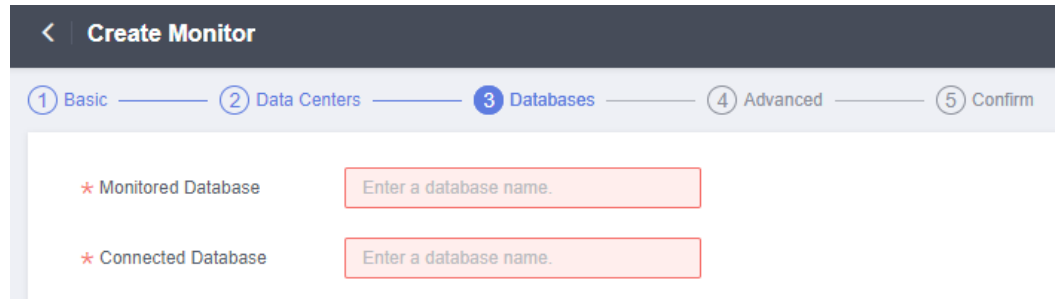 Create Monitor
1 Basic 2 Data Centers 3 Databases 4 Advanced 5 Confirm
* Monitored Database Enter a database name.
* Connected Database Enter a database name.